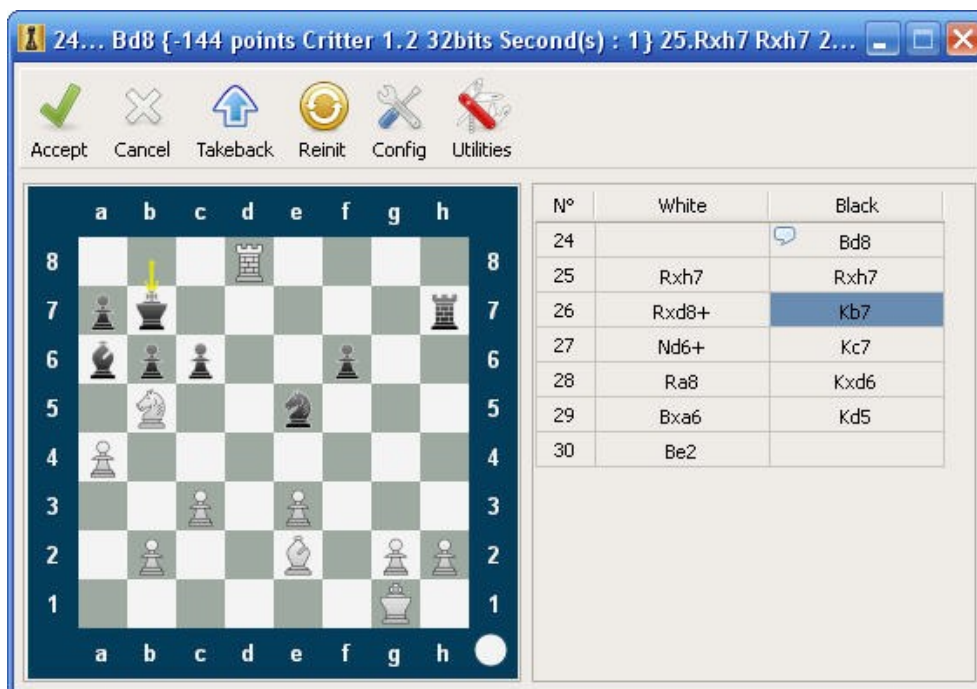 24... Bd8 {-144 points Critter 1.2 32bits Second(s) : 1} 25.Rxh7 Rxh7 2...
Accept Cancel Takeback Reinit Config Utilities
a b c d e f g h
8 8
7 7
6 6
5 5
4 4
3 3
2 2
1 1
a b c d e f g h
N° White Black
24 Bd8
25 Rxh7 Rxh7
26 Rxd8+ Kb7
27 Nd6+ Kc7
28 Ra8 Kxd6
29 Bxa6 Kd5
30 Be2